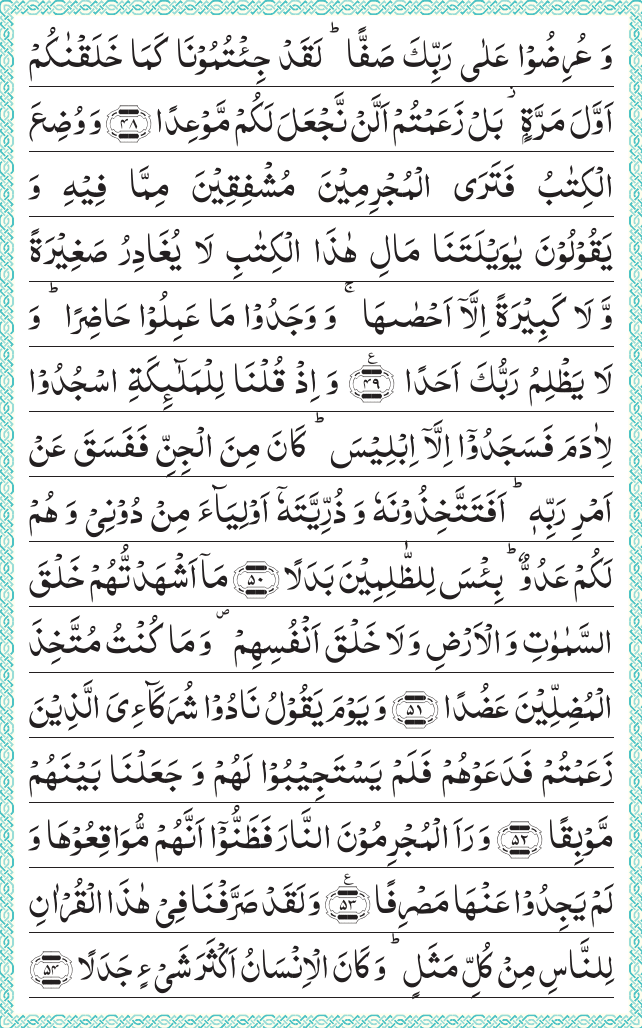 وَ عُرِضُوْا عَلٰى رَبِّكَ صَفًّا ؕ لَقَدْ جِئْتُمُوْنَا كَمَا خَلَقْنٰكُمْ
اَوَّلَ مَرَّةٍۭ ؗ بَلْ زَعَمْتُمْ اَلَّنْ نَّجْعَلَ لَكُمْ مَّوْعِدًا ﴿۴۸﴾ وَ وُضِعَ
الْكِتٰبُ فَتَرَى الْمُجْرِمِيْنَ مُشْفِقِيْنَ مِمَّا فِيْهِ وَ
يَقُوْلُوْنَ يٰوَيْلَتَنَا مَالِ هٰذَا الْكِتٰبِ لَا يُغَادِرُ صَغِيْرَةً
وَّ لَا كَبِيْرَةً اِلَّاۤ اَحْصٰىهَا ۚ وَ وَجَدُوْا مَا عَمِلُوْا حَاضِرًا ؕ وَ
لَا يَظْلِمُ رَبُّكَ اَحَدًا ﴿۴۹﴾ ع وَ اِذْ قُلْنَا لِلْمَلٰٓئِكَةِ اسْجُدُوْا
لِاٰدَمَ فَسَجَدُوْۤا اِلَّاۤ اِبْلِيْسَ ؕ كَانَ مِنَ الْجِنِّ فَفَسَقَ عَنْ
اَمْرِ رَبِّهٖ ؕ اَفَتَتَّخِذُوْنَهٗ وَ ذُرِّيَّتَهٗۤ اَوْلِيَآءَ مِنْ دُوْنِيْ وَ هُمْ
لَكُمْ عَدُوٌّ ؕ بِئْسَ لِلظّٰلِمِيْنَ بَدَلًا ﴿۵۰﴾ مَاۤ اَشْهَدْتُّهُمْ خَلْقَ
السَّمٰوٰتِ وَ الْاَرْضِ وَ لَا خَلْقَ اَنْفُسِهِمْ ۪ وَ مَا كُنْتُ مُتَّخِذَ
الْمُضِلِّيْنَ عَضُدًا ﴿۵۱﴾ وَ يَوْمَ يَقُوْلُ نَادُوْا شُرَكَآءِيَ الَّذِيْنَ
زَعَمْتُمْ فَدَعَوْهُمْ فَلَمْ يَسْتَجِيْبُوْا لَهُمْ وَ جَعَلْنَا بَيْنَهُمْ
مَّوْبِقًا ﴿۵۲﴾ وَ رَاَ الْمُجْرِمُوْنَ النَّارَ فَظَنُّوْۤا اَنَّهُمْ مُّوَاقِعُوْهَا وَ
لَمْ يَجِدُوْا عَنْهَا مَصْرِفًا ﴿۵۳﴾ ع وَ لَقَدْ صَرَّفْنَا فِيْ هٰذَا الْقُرْاٰنِ
لِلنَّاسِ مِنْ كُلِّ مَثَلٍ ؕ وَ كَانَ الْاِنْسَانُ اَكْثَرَ شَيْءٍ جَدَلًا ﴿۵۴﴾